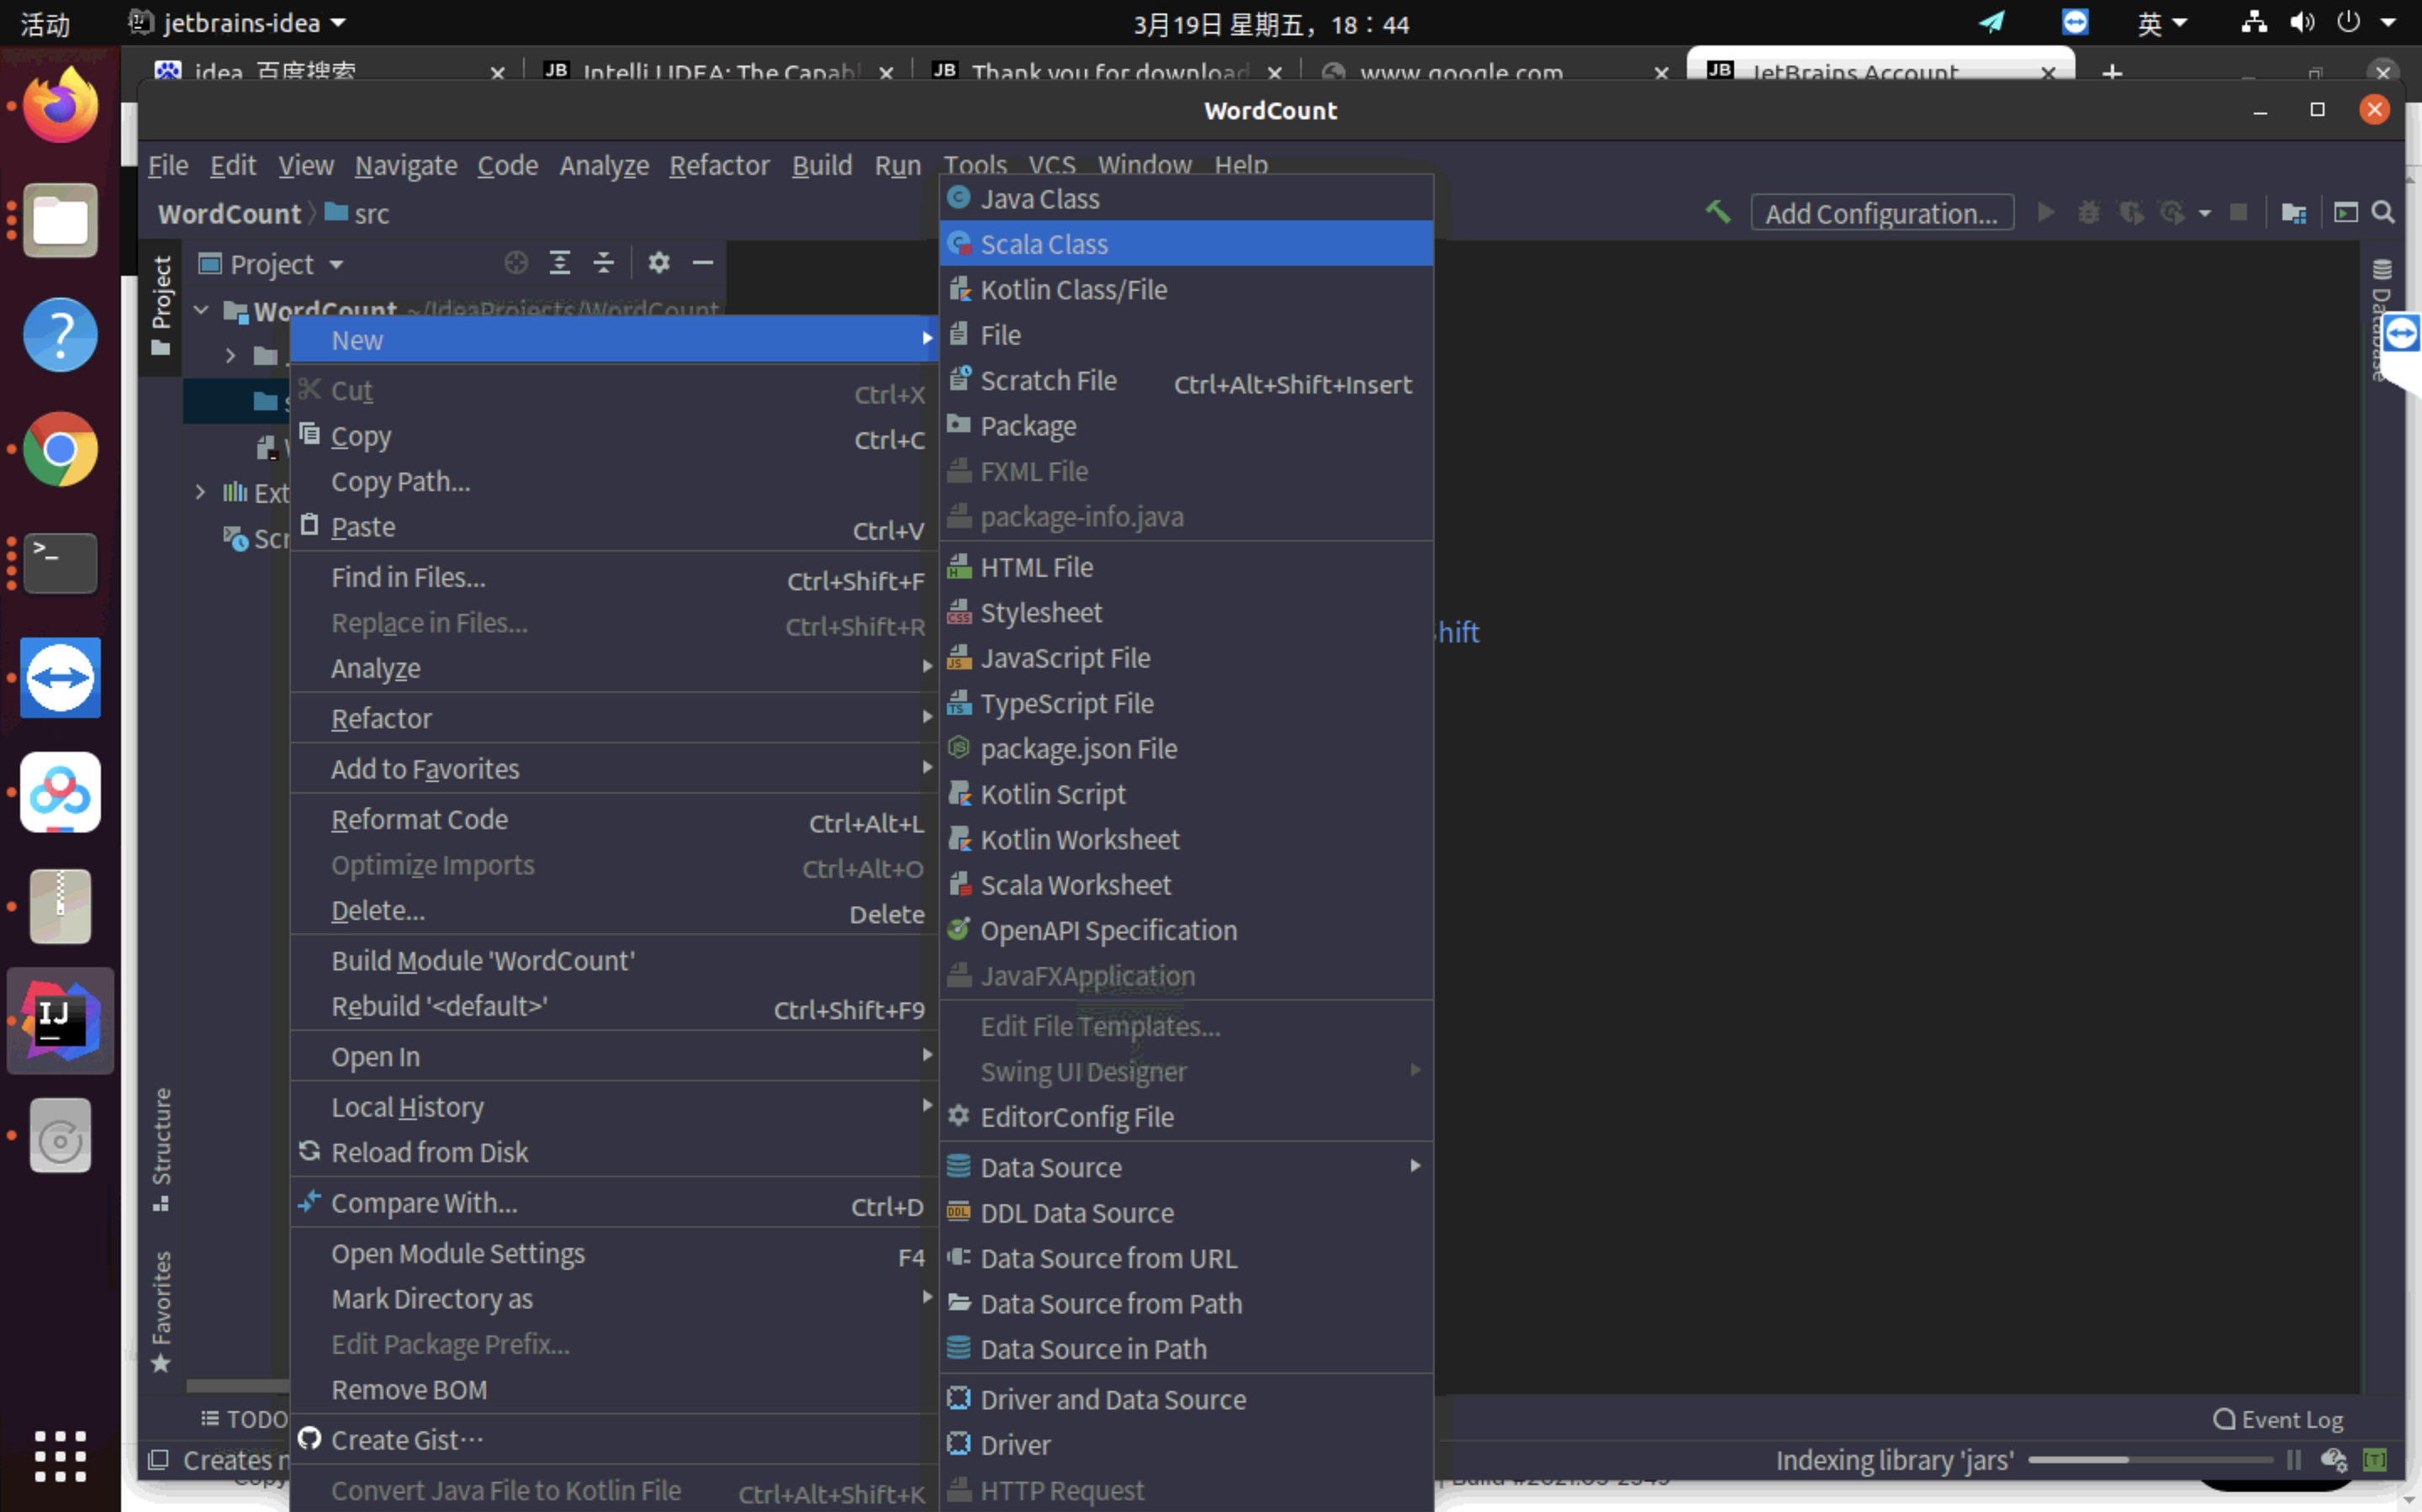 活动
jetbrains-idea
3月19日 星期五，18：44
英
idea_百度搜索
IntelliJ IDEA: The Capabl
Thank you for download
www.google.com
JetBrains Account
WordCount
File Edit View Navigate Code Analyze Refactor Build Run Tools VCS Window Help
WordCount
src
Add Configuration...
Project
Project
WordCount ~/IdeaProjects/WordCount
Ext
Scr
Structure
Favorites
Database
New
Cut Ctrl+X
Copy Ctrl+C
Copy Path...
Paste Ctrl+V
Find in Files... Ctrl+Shift+F
Replace in Files... Ctrl+Shift+R
Analyze
Refactor
Add to Favorites
Reformat Code Ctrl+Alt+L
Optimize Imports Ctrl+Alt+O
Delete... Delete
Build Module 'WordCount'
Rebuild '<default>' Ctrl+Shift+F9
Open In
Local History
Reload from Disk
Compare With... Ctrl+D
Open Module Settings F4
Mark Directory as
Edit Package Prefix...
Remove BOM
Create Gist···
Convert Java File to Kotlin File Ctrl+Alt+Shift+K
Java Class
Scala Class
Kotlin Class/File
File
Scratch File Ctrl+Alt+Shift+Insert
Package
FXML File
package-info.java
HTML File
Stylesheet
JavaScript File
TypeScript File
package.json File
Kotlin Script
Kotlin Worksheet
Scala Worksheet
OpenAPI Specification
JavaFXApplication
Edit File Templates...
Swing UI Designer
EditorConfig File
Data Source
DDL Data Source
Data Source from URL
Data Source from Path
Data Source in Path
Driver and Data Source
Driver
HTTP Request
hift
TODO
Event Log
Creates n
Indexing library 'jars'